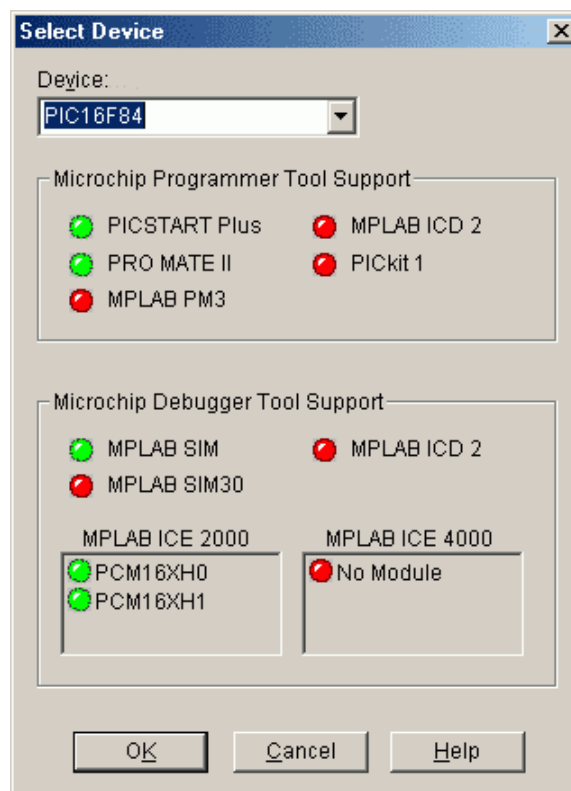 Select Device
Device:
PIC16F84
Microchip Programmer Tool Support
PICSTART Plus
MPLAB ICD 2
PRO MATE II
PICkit 1
MPLAB PM3
Microchip Debugger Tool Support
MPLAB SIM
MPLAB ICD 2
MPLAB SIM30
MPLAB ICE 2000
MPLAB ICE 4000
PCM16XH0
No Module
PCM16XH1
OK
Cancel
Help